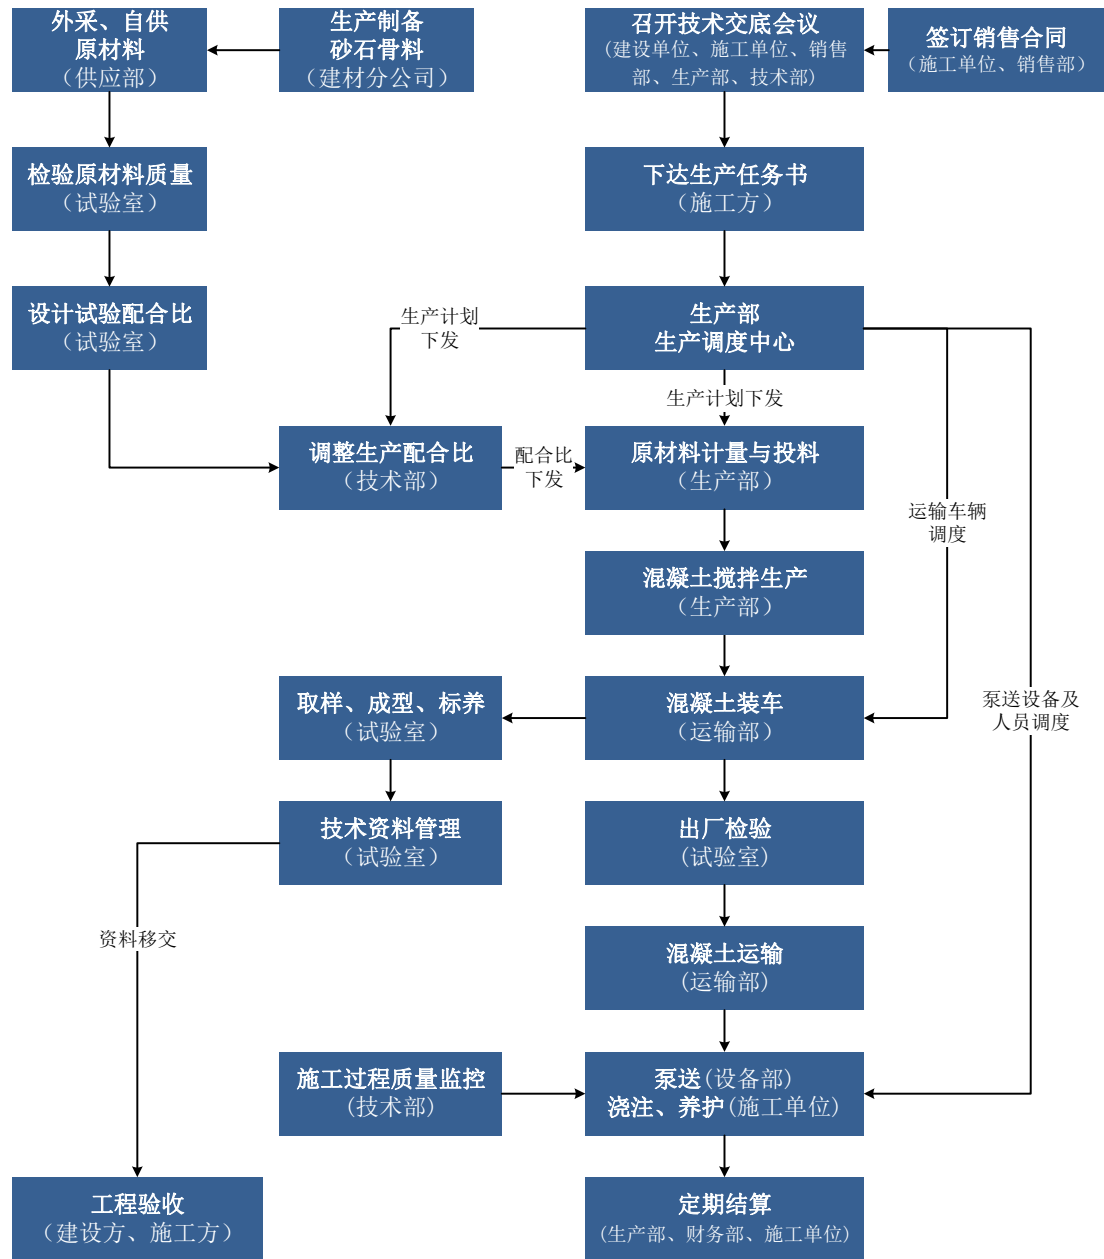 外采、自供
原材料
（供应部）
生产制备
砂石骨料
（建材分公司）
召开技术交底会议
(建设单位、施工单位、销售
部、生产部、技术部)
签订销售合同
（施工单位、销售部）
检验原材料质量
（试验室）
下达生产任务书
（施工方）
设计试验配合比
（试验室）
生产计划
下发
生产部
生产调度中心
生产计划下发
调整生产配合比
（技术部）
配合比
下发
原材料计量与投料
（生产部）
运输车辆
调度
混凝土搅拌生产
（生产部）
取样、成型、标养
（试验室）
混凝土装车
（运输部）
泵送设备及
人员调度
技术资料管理
（试验室）
出厂检验
(试验室)
资料移交
混凝土运输
(运输部)
施工过程质量监控
(技术部)
泵送(设备部)
浇注、养护(施工单位)
工程验收
（建设方、施工方）
定期结算
(生产部、财务部、施工单位)